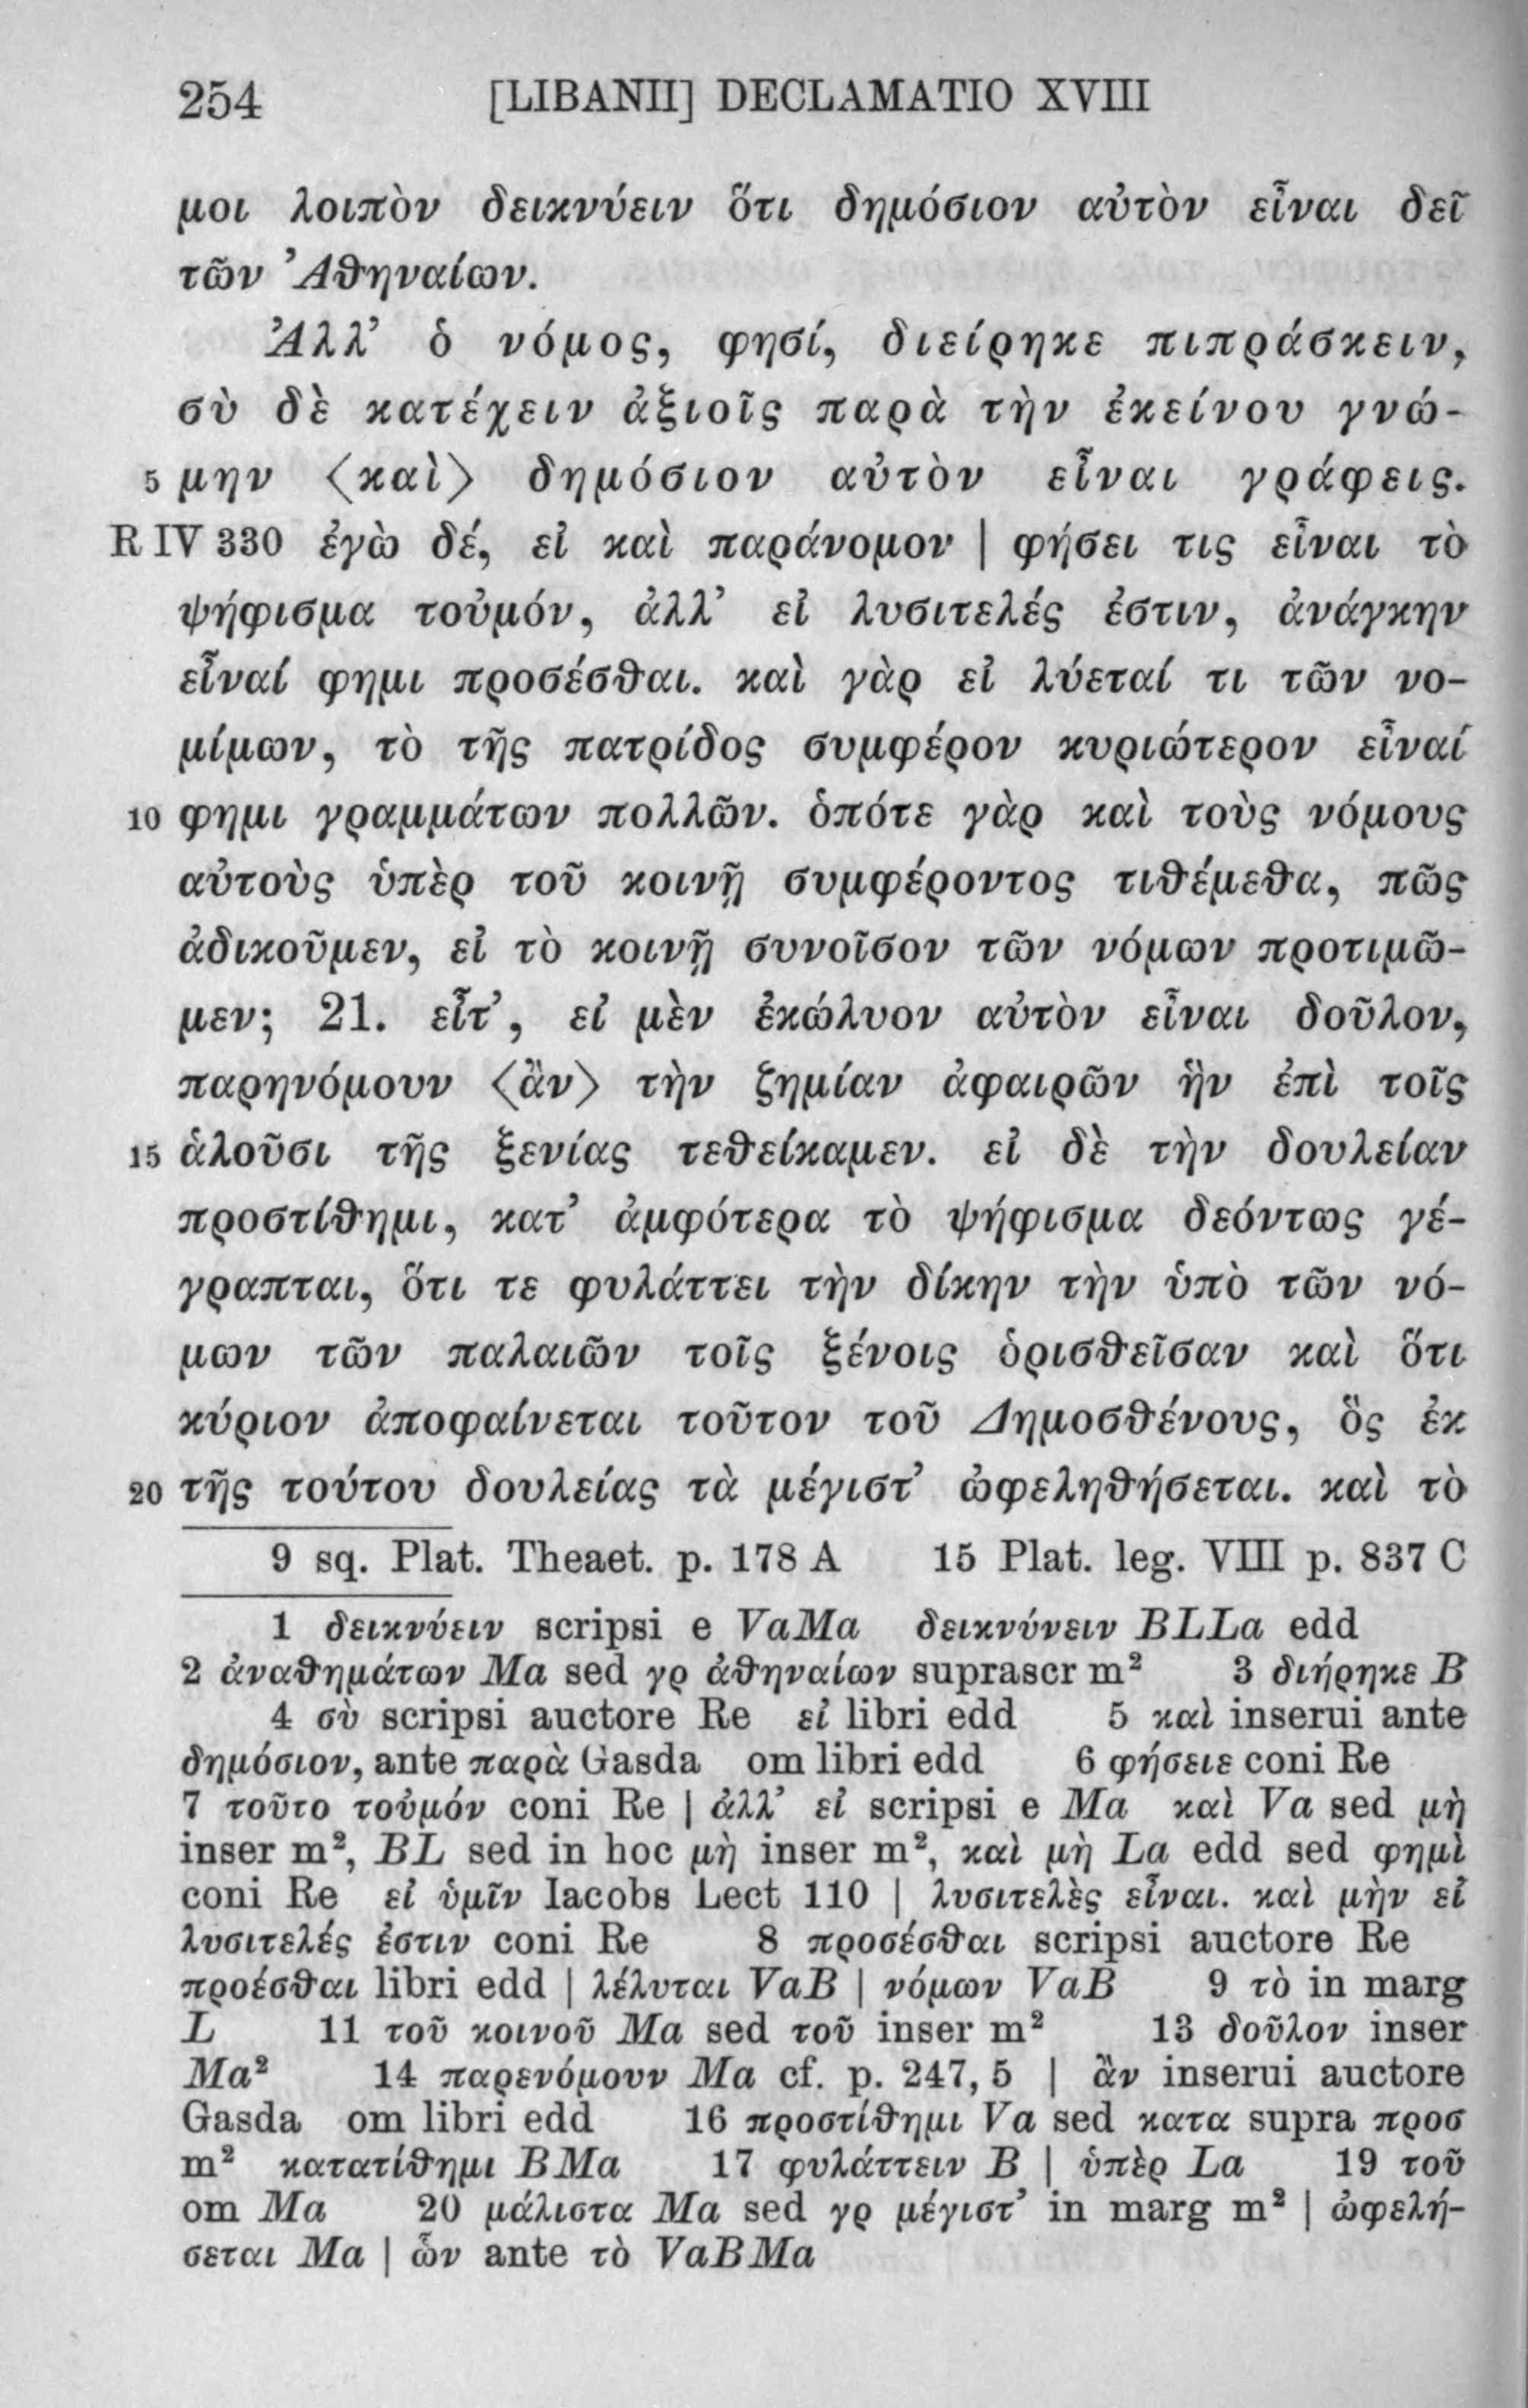 254 [LIBANII] DECLAMATIO XVIII
μοι λοιπὸν δεικνύειν ὅτι δημόσιον αὐτὸν εἶναι δεῖ
τῶν Ἀθηναίων.
Ἀλλ’ ὁ νόμος, φησί, διείρηκε πιπράσκειν,
σὺ δὲ κατέχειν ἀξιοῖς παρὰ τὴν ἐκείνου γνώ-
5 μην ⟨καὶ⟩ δημόσιον αὐτὸν εἶναι γράφεις.
R IV 330 ἐγὼ δέ, εἰ καὶ παράνομον | φήσει τις εἶναι τὸ
ψήφισμα τοὐμόν, ἀλλ’ εἰ λυσιτελές ἐστιν, ἀνάγκην
εἶναί φημι προσέσθαι. καὶ γὰρ εἰ λύεταί τι τῶν νο-
μίμων, τὸ τῆς πατρίδος συμφέρον κυριώτερον εἶναί
10 φημι γραμμάτων πολλῶν. ὁπότε γὰρ καὶ τοὺς νόμους
αὐτοὺς ὑπὲρ τοῦ κοινῇ συμφέροντος τιθέμεθα, πῶς
ἀδικοῦμεν, εἰ τὸ κοινῇ συνοῖσον τῶν νόμων προτιμῶ-
μεν; 21. εἶτ’, εἰ μὲν ἐκώλυον αὐτὸν εἶναι δοῦλον,
παρηνόμουν ⟨ἂν⟩ τὴν ζημίαν ἀφαιρῶν ἣν ἐπὶ τοῖς
15 ἁλοῦσι τῆς ξενίας τεθείκαμεν. εἰ δὲ τὴν δουλείαν
προστίθημι, κατ’ ἀμφότερα τὸ ψήφισμα δεόντως γέ-
γραπται, ὅτι τε φυλάττει τὴν δίκην τὴν ὑπὸ τῶν νό-
μων τῶν παλαιῶν τοῖς ξένοις ὁρισθεῖσαν καὶ ὅτι
κύριον ἀποφαίνεται τοῦτον τοῦ Δημοσθένους, ὃς ἐκ
20 τῆς τούτου δουλείας τὰ μέγιστ’ ὠφεληθήσεται. καὶ τὸ
9 sq. Plat. Theaet. p. 178 A 15 Plat. leg. VIII p. 837 C
1 δεικνύειν scripsi e VaMa δεικνύνειν BLLa edd
2 ἀναθημάτων Ma sed γρ ἀθηναίων suprascr m² 3 διῄρηκε B
4 σὺ scripsi auctore Re εἰ libri edd 5 καὶ inserui ante
δημόσιον, ante παρὰ Gasda om libri edd 6 φήσειε coni Re
7 τοῦτο τοὐμόν coni Re | ἀλλ’ εἰ scripsi e Ma καὶ Va sed μὴ
inser m², BL sed in hoc μὴ inser m², καὶ μὴ La edd sed φημὶ
coni Re εἰ ὑμῖν Iacobs Lect 110 | λυσιτελὲς εἶναι. καὶ μὴν εἰ
λυσιτελές ἐστιν coni Re 8 προσέσθαι scripsi auctore Re
προέσθαι libri edd | λέλυται VaB | νόμων VaB 9 τὸ in marg
L 11 τοῦ κοινοῦ Ma sed τοῦ inser m² 13 δοῦλον inser
Ma² 14 παρενόμουν Ma cf. p. 247, 5 | ἂν inserui auctore
Gasda om libri edd 16 προστίθημι Va sed κατα supra προσ
m² κατατίθημι BMa 17 φυλάττειν B | ὑπὲρ La 19 τοῦ
om Ma 20 μάλιστα Ma sed γρ μέγιστ’ in marg m² | ὠφελή-
σεται Ma | ὧν ante τὸ VaBMa